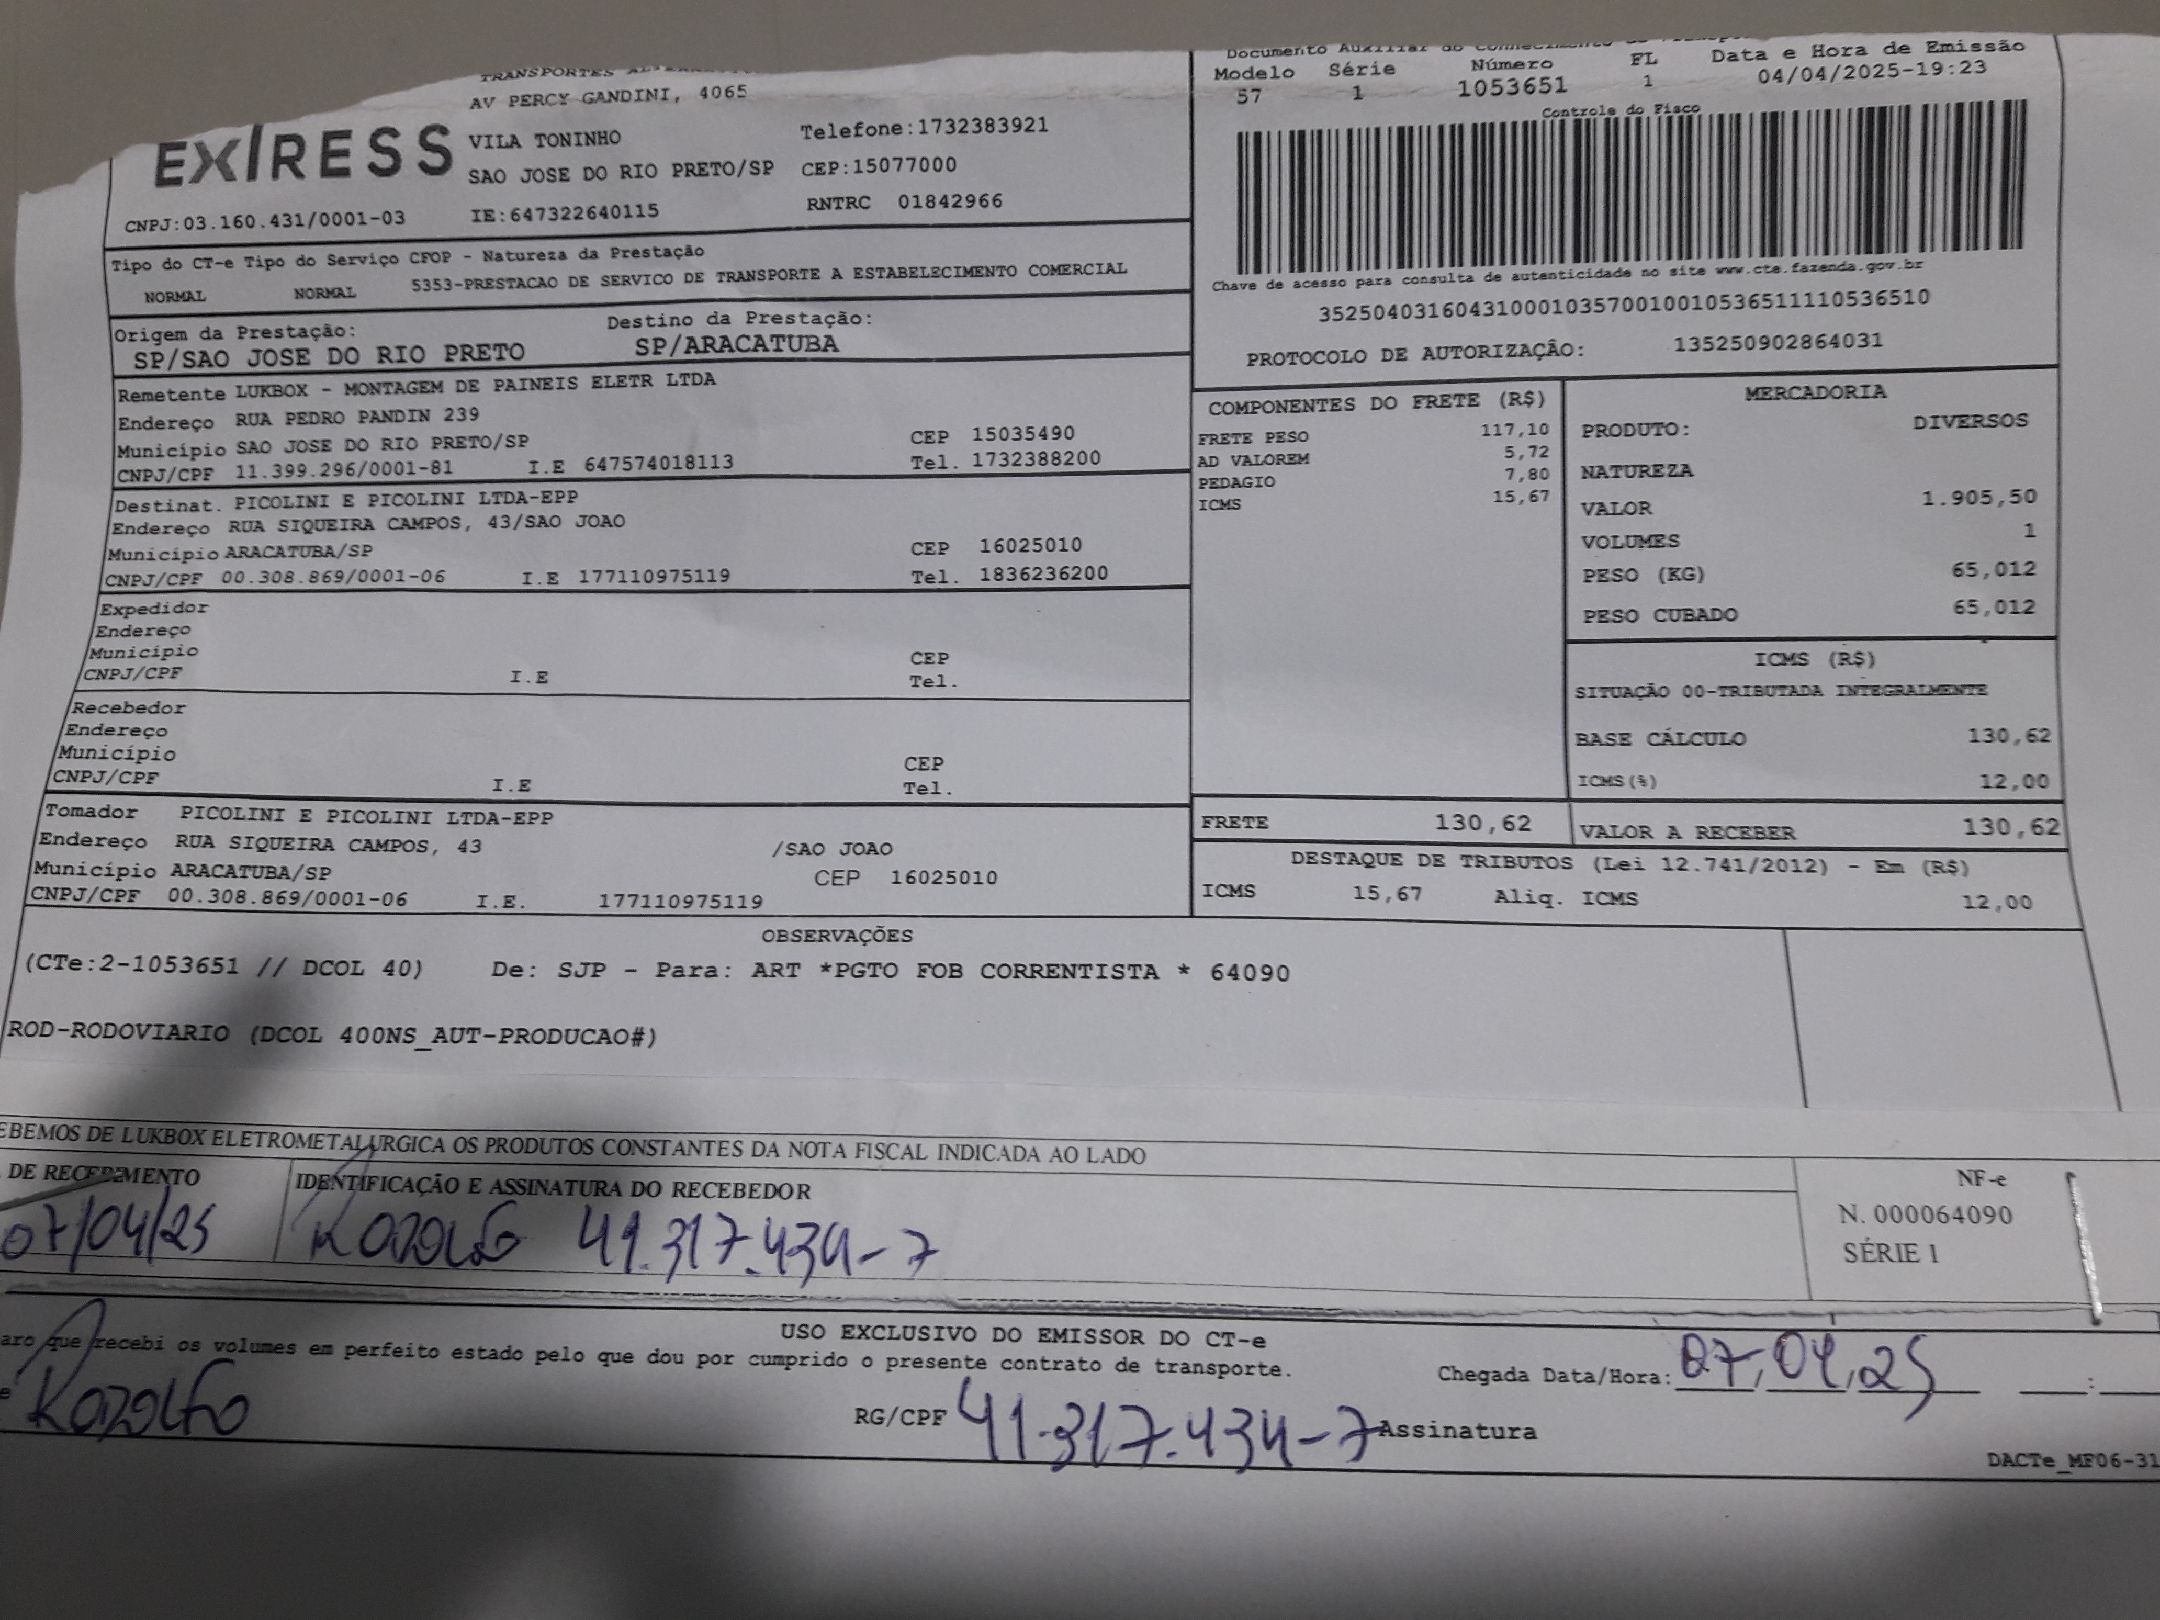 TRANSPORTES
AV PERCY GANDINI, 4065
EX/RESS
VILA TONINHO Telefone:1732383921
SAO JOSE DO RIO PRETO/SP CEP:15077000
CNPJ:03.160.431/0001-03 IE:647322640115 RNTRC 01842966
Documento Auxiliar do Conhecimento de
Modelo Série Número FL Data e Hora de Emissão
57 1 1053651 1 04/04/2025-19:23
Controle do Fisco
Chave de acesso para consulta de autenticidade no site www.cte.fazenda.gov.br
35250403160431000103570010010536511110536510
PROTOCOLO DE AUTORIZAÇÂO: 135250902864031
Tipo do CT-e Tipo do Serviço CFOP - Natureza da Prestação
NORMAL NORMAL 5353-PRESTACAO DE SERVICO DE TRANSPORTE A ESTABELECIMENTO COMERCIAL
Origem da Prestação: Destino da Prestação:
SP/SAO JOSE DO RIO PRETO SP/ARACATUBA
Remetente LUKBOX - MONTAGEM DE PAINEIS ELETR LTDA
Endereço RUA PEDRO PANDIN 239
Município SAO JOSE DO RIO PRETO/SP CEP 15035490
CNPJ/CPF 11.399.296/0001-81 I.E 647574018113 Tel. 1732388200
Destinat. PICOLINI E PICOLINI LTDA-EPP
Endereço RUA SIQUEIRA CAMPOS, 43/SAO JOAO
Município ARACATUBA/SP CEP 16025010
CNPJ/CPF 00.308.869/0001-06 I.E 177110975119 Tel. 1836236200
Expedidor
Endereço
Município CEP
CNPJ/CPF I.E Tel.
Recebedor
Endereço
Município CEP
CNPJ/CPF I.E Tel.
Tomador PICOLINI E PICOLINI LTDA-EPP
Endereço RUA SIQUEIRA CAMPOS, 43 /SAO JOAO
Município ARACATUBA/SP CEP 16025010
CNPJ/CPF 00.308.869/0001-06 I.E. 177110975119
COMPONENTES DO FRETE (R$)
FRETE PESO 117,10
AD VALOREM 5,72
PEDAGIO 7,80
ICMS 15,67
MERCADORIA
PRODUTO: DIVERSOS
NATUREZA
VALOR 1.905,50
VOLUMES 1
PESO (KG) 65,012
PESO CUBADO 65,012
ICMS (R$)
SITUAÇÃO 00-TRIBUTADA INTEGRALMENTE
BASE CÁLCULO 130,62
ICMS(%) 12,00
FRETE 130,62 VALOR A RECEBER 130,62
DESTAQUE DE TRIBUTOS (Lei 12.741/2012) - Em (R$)
ICMS 15,67 Aliq. ICMS 12,00
OBSERVAÇÕES
(CTe:2-1053651 // DCOL 40) De: SJP - Para: ART *PGTO FOB CORRENTISTA * 64090
ROD-RODOVIARIO (DCOL 400NS_AUT-PRODUCAO#)
EBEMOS DE LUKBOX ELETROMETALURGICA OS PRODUTOS CONSTANTES DA NOTA FISCAL INDICADA AO LADO
DE RECEBIMENTO IDENTIFICAÇÃO E ASSINATURA DO RECEBEDOR
07/04/25 41.317.434-7
NF-e
N. 000064090
SÉRIE 1
USO EXCLUSIVO DO EMISSOR DO CT-e
aro que recebi os volumes em perfeito estado pelo que dou por cumprido o presente contrato de transporte.
Chegada Data/Hora: 07,04,25 :
RG/CPF 41.317.434-7 Assinatura
DACTe_MF06-31